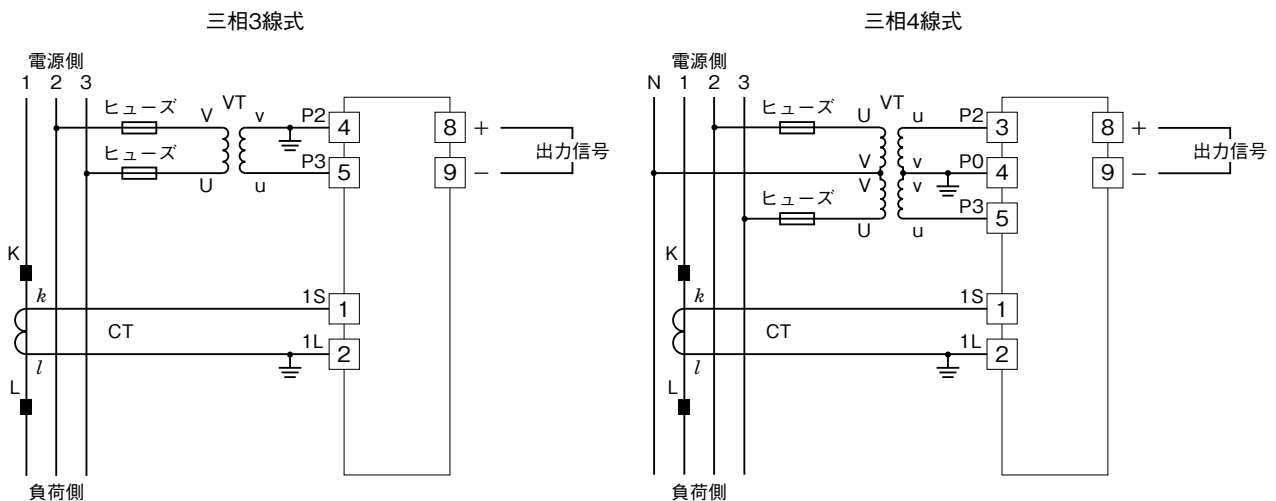 三相3線式
電源側
1 2 3
ヒューズ
V
VT
v
P2
4
8
+
ヒューズ
U
u
P3
5
9
−
出力信号
K
k
1S
1
CT
1L
2
l
L
負荷側
三相4線式
電源側
N 1 2 3
ヒューズ
U
VT
u
P2
3
8
+
V
v
P0
4
9
−
出力信号
V
v
ヒューズ
U
u
P3
5
K
k
1S
1
CT
1L
2
l
L
負荷側